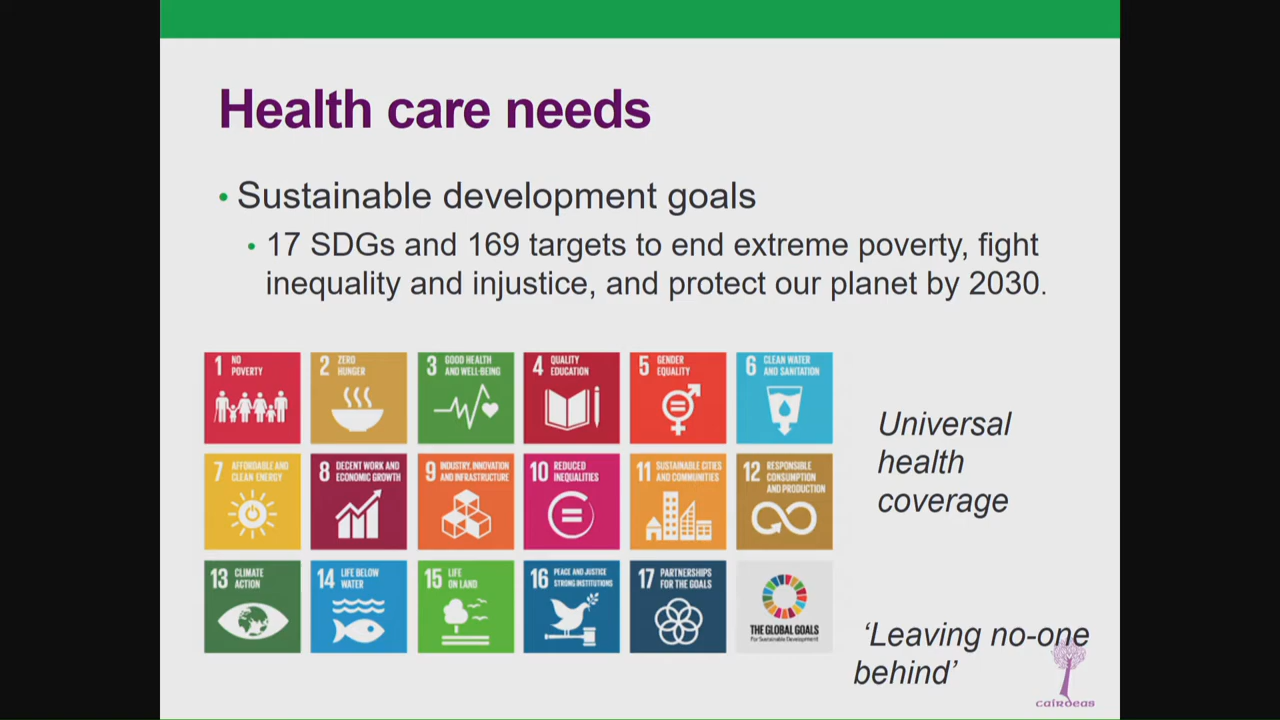 Health care needs
• Sustainable development goals
• 17 SDGs and 169 targets to end extreme poverty, fight
inequality and injustice, and protect our planet by 2030.
1 NO
POVERTY
2 ZERO
HUNGER
3 GOOD HEALTH
AND WELL-BEING
4 QUALITY
EDUCATION
5 GENDER
EQUALITY
6 CLEAN WATER
AND SANITATION
7 AFFORDABLE AND
CLEAN ENERGY
8 DECENT WORK AND
ECONOMIC GROWTH
9 INDUSTRY, INNOVATION
AND INFRASTRUCTURE
10 REDUCED
INEQUALITIES
11 SUSTAINABLE CITIES
AND COMMUNITIES
12 RESPONSIBLE
CONSUMPTION
AND PRODUCTION
13 CLIMATE
ACTION
14 LIFE BELOW
WATER
15 LIFE
ON LAND
16 PEACE AND JUSTICE
STRONG INSTITUTIONS
17 PARTNERSHIPS
FOR THE GOALS
THE GLOBAL GOALS
For Sustainable Development
Universal
health
coverage
‘Leaving no-one
behind’
cairdeas